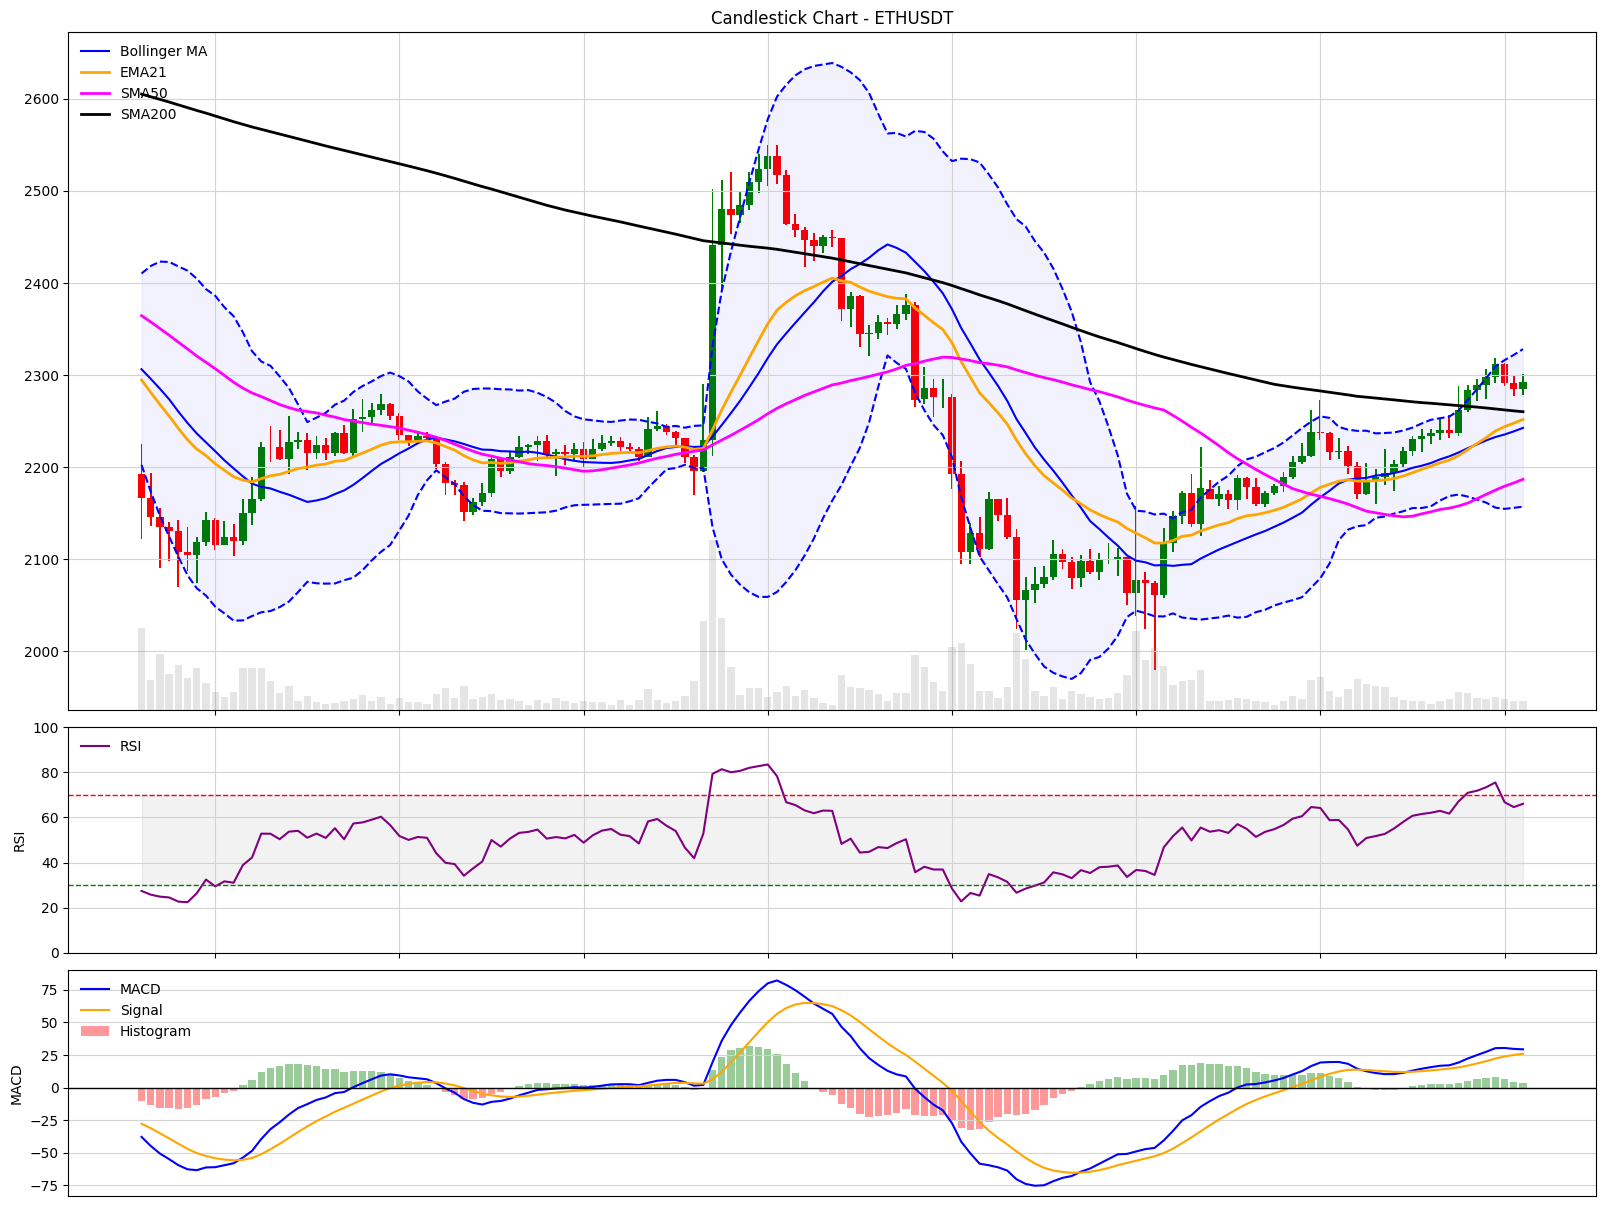 Candlestick Chart - ETHUSDT
Bollinger MA
EMA21
SMA50
SMA200
2600
2500
2400
2300
2200
2100
2000
RSI
100
80
60
40
20
0
RSI
MACD
Signal
Histogram
75
50
25
0
−25
−50
−75
MACD